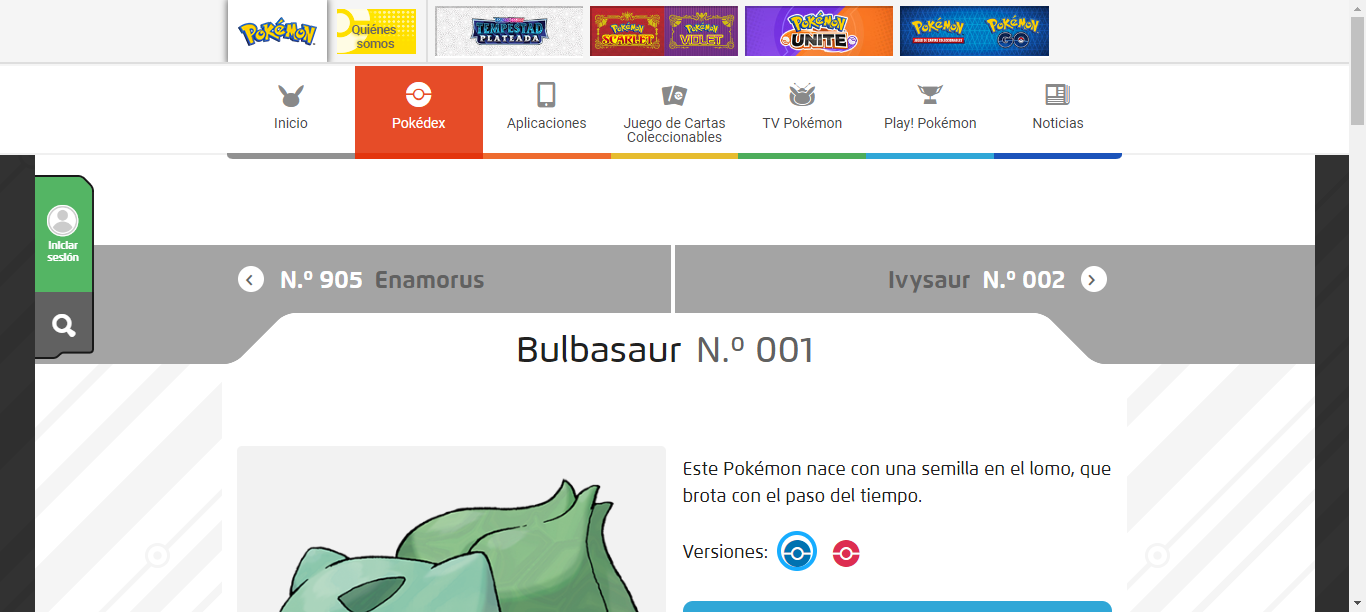 Pokémon
Quiénes
somos
TEMPESTAD
PLATEADA
Pokémon
SCARLET
Pokémon
VIOLET
Pokémon
UNITE
Pokémon
Pokémon
GO
Inicio
Pokédex
Aplicaciones
Juego de Cartas
Coleccionables
TV Pokémon
Play! Pokémon
Noticias
Iniciar
sesión
N.º 905 Enamorus
Ivysaur N.º 002
Bulbasaur N.º 001
Este Pokémon nace con una semilla en el lomo, que
brota con el paso del tiempo.
Versiones: